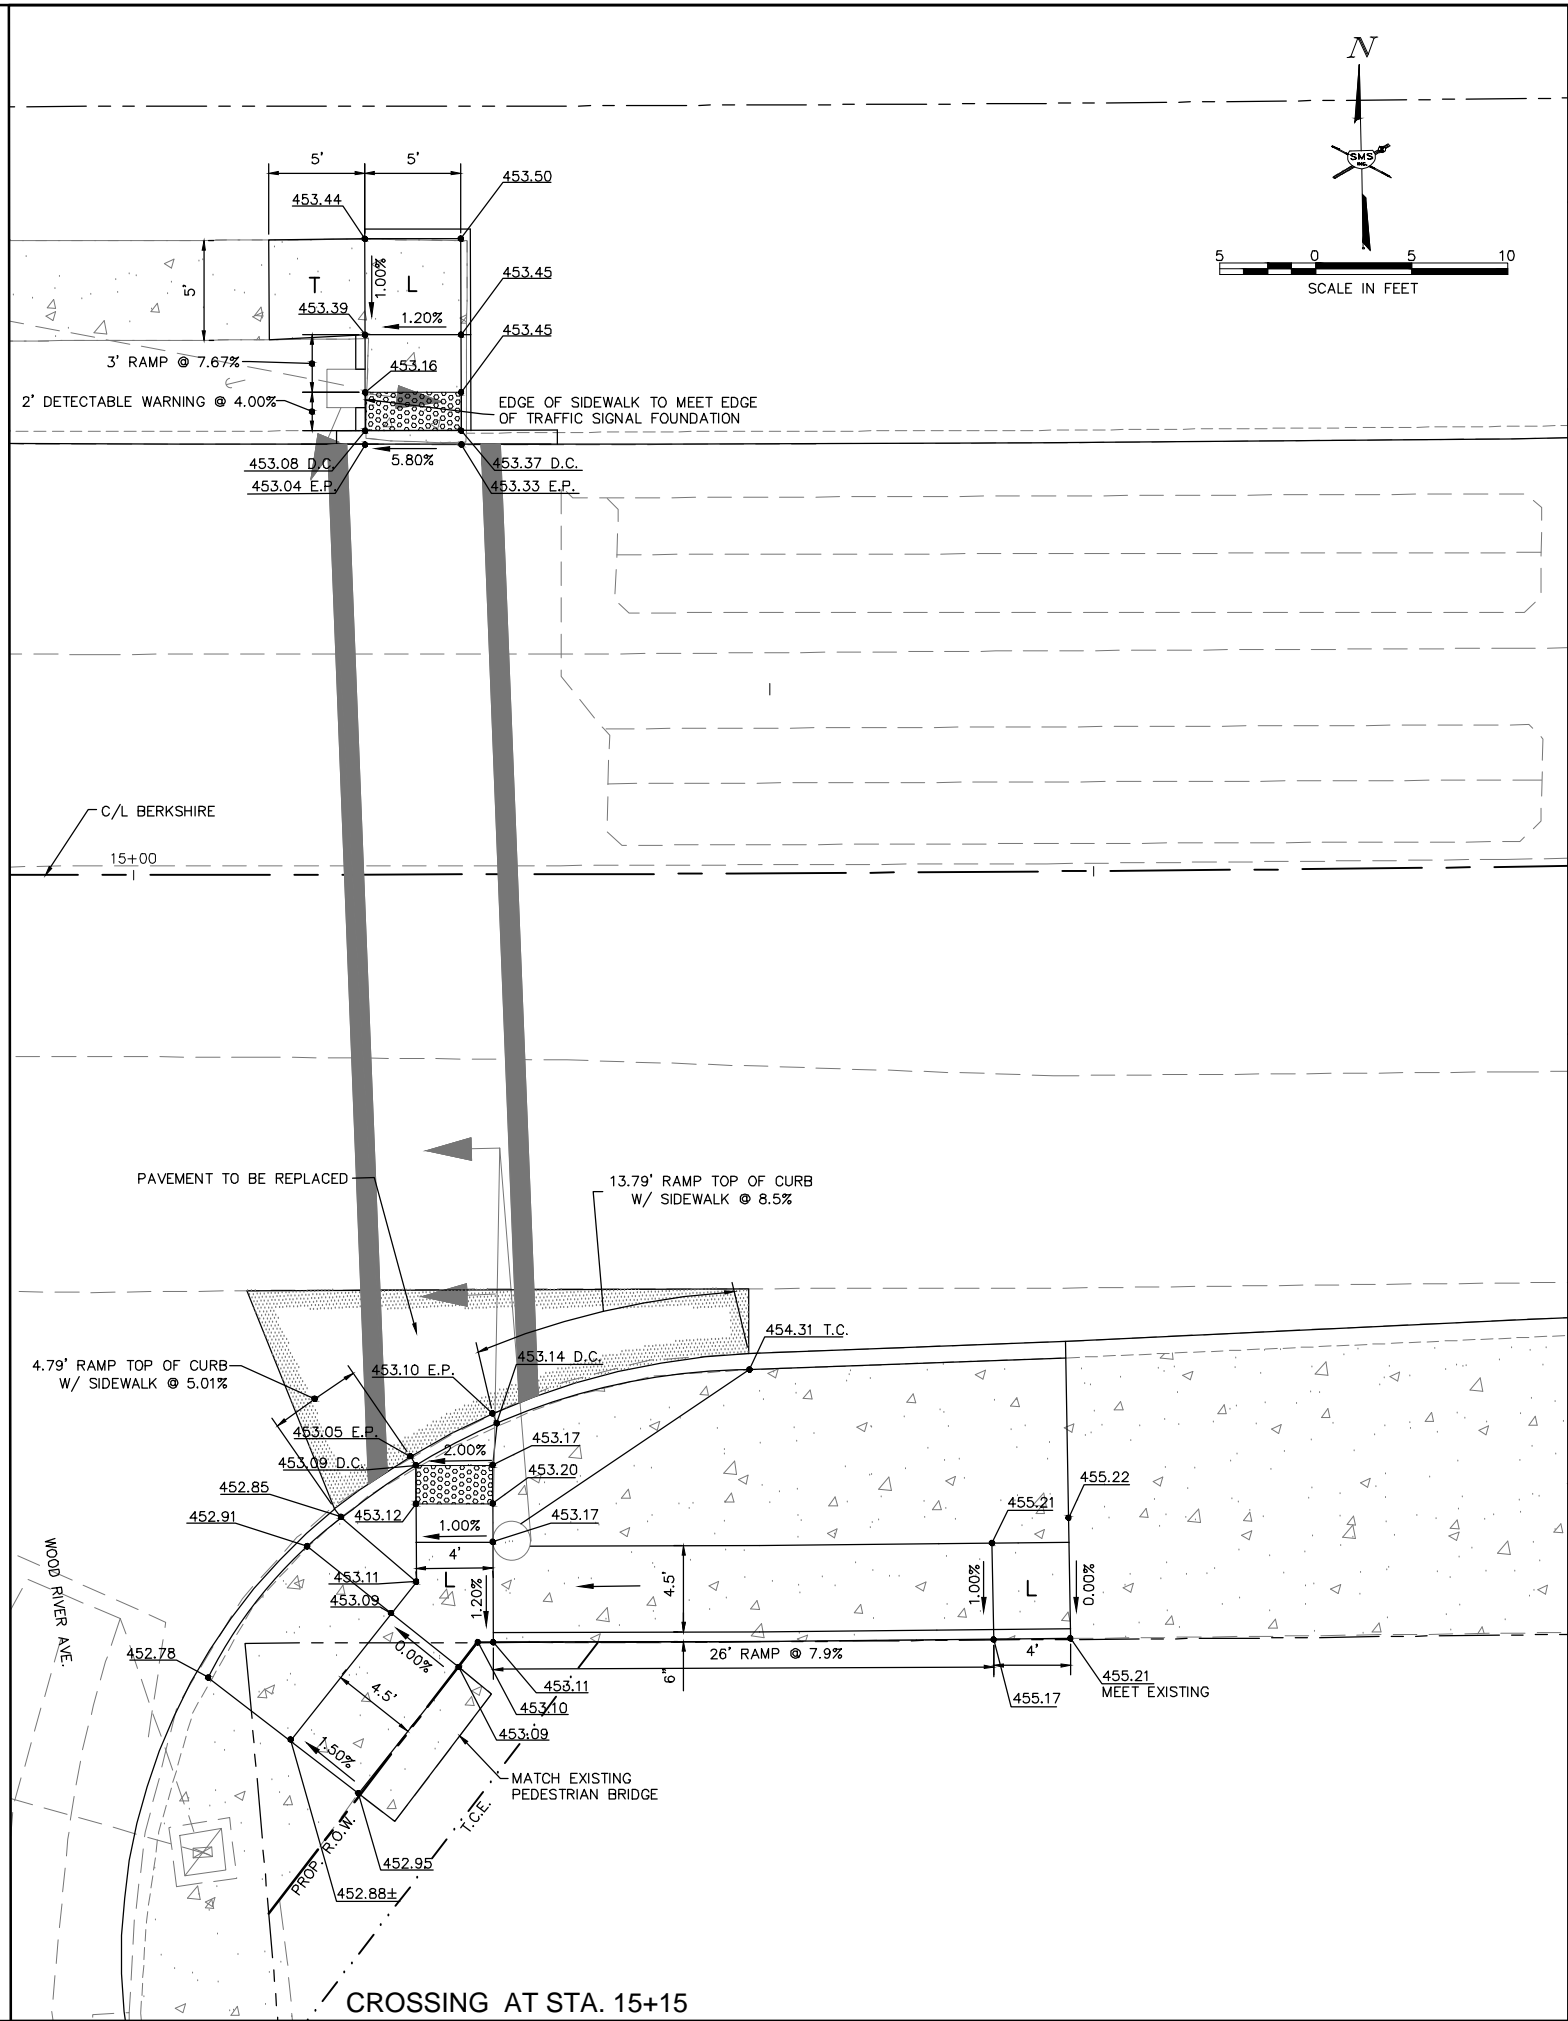 N
SMS
INC.
5 0 5 10
SCALE IN FEET
5' 5'
453.50
453.44
5'
T L
1.00%
453.45
453.39
1.20%
453.45
3' RAMP @ 7.67%
453.16
2' DETECTABLE WARNING @ 4.00%
EDGE OF SIDEWALK TO MEET EDGE
OF TRAFFIC SIGNAL FOUNDATION
5.80%
453.08 D.C.
453.37 D.C.
453.04 E.P.
453.33 E.P.
C/L BERKSHIRE
15+00
PAVEMENT TO BE REPLACED
13.79' RAMP TOP OF CURB
W/ SIDEWALK @ 8.5%
454.31 T.C.
4.79' RAMP TOP OF CURB
W/ SIDEWALK @ 5.01%
453.10 E.P.
453.14 D.C.
453.05 E.P.
453.17
2.00%
453.09 D.C.
453.20
452.85
453.12
453.17
452.91
1.00%
4'
455.22
455.21
WOOD RIVER AVE.
453.11
L
1.20%
453.09
4.5'
1.00%
L
0.00%
0.00%
452.78
26' RAMP @ 7.9%
4'
6"
4.5'
453.11
453.10
453.09
455.17
455.21
MEET EXISTING
1.50%
MATCH EXISTING
PEDESTRIAN BRIDGE
T.C.E.
PROP. R.O.W.
452.95
452.88±
CROSSING AT STA. 15+15